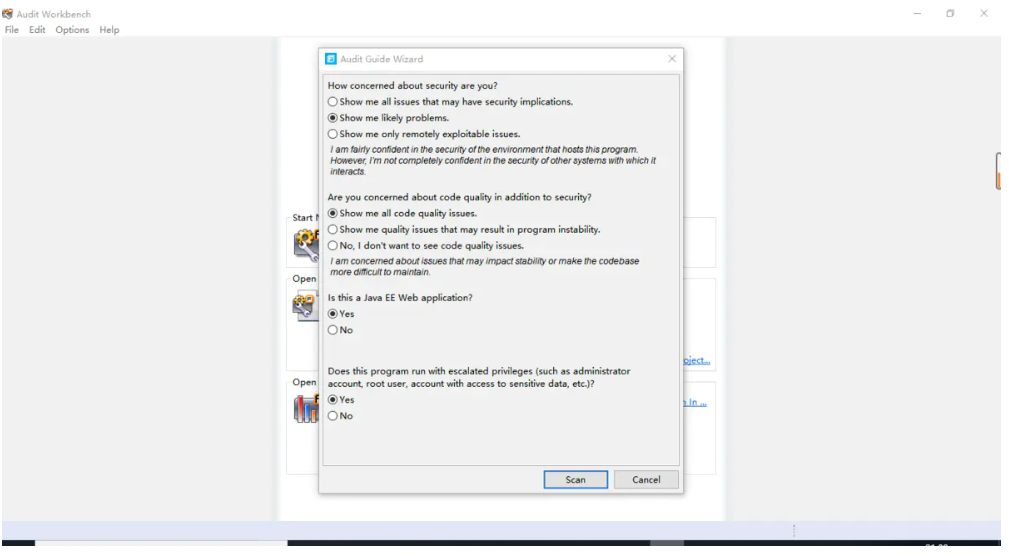 Audit Workbench
File Edit Options Help
Audit Guide Wizard
How concerned about security are you?
Show me all issues that may have security implications.
Show me likely problems.
Show me only remotely exploitable issues.
I am fairly confident in the security of the environment that hosts this program.
However, I'm not completely confident in the security of other systems with which it
interacts.
Are you concerned about code quality in addition to security?
Show me all code quality issues.
Show me quality issues that may result in program instability.
No, I don't want to see code quality issues.
I am concerned about issues that may impact stability or make the codebase
more difficult to maintain.
Is this a Java EE Web application?
Yes
No
Does this program run with escalated privileges (such as administrator
account, root user, account with access to sensitive data, etc.)?
Yes
No
Scan Cancel
Start
Open
Open
In ...